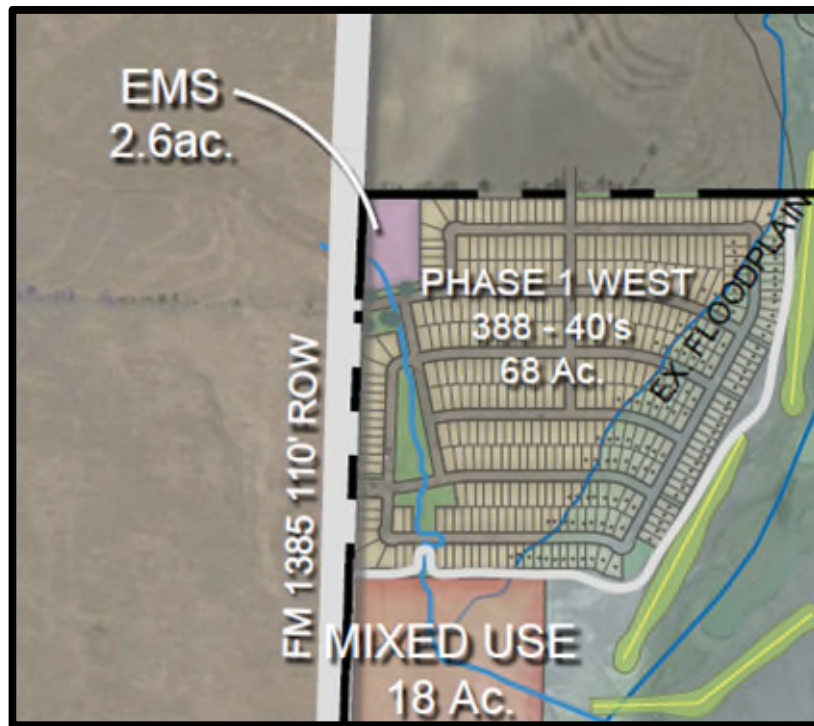 EMS
2.6ac.
PHASE 1 WEST
388 - 40's
68 Ac.
EX. FLOODPLAIN
FM 1385 110' ROW
MIXED USE
18 Ac.